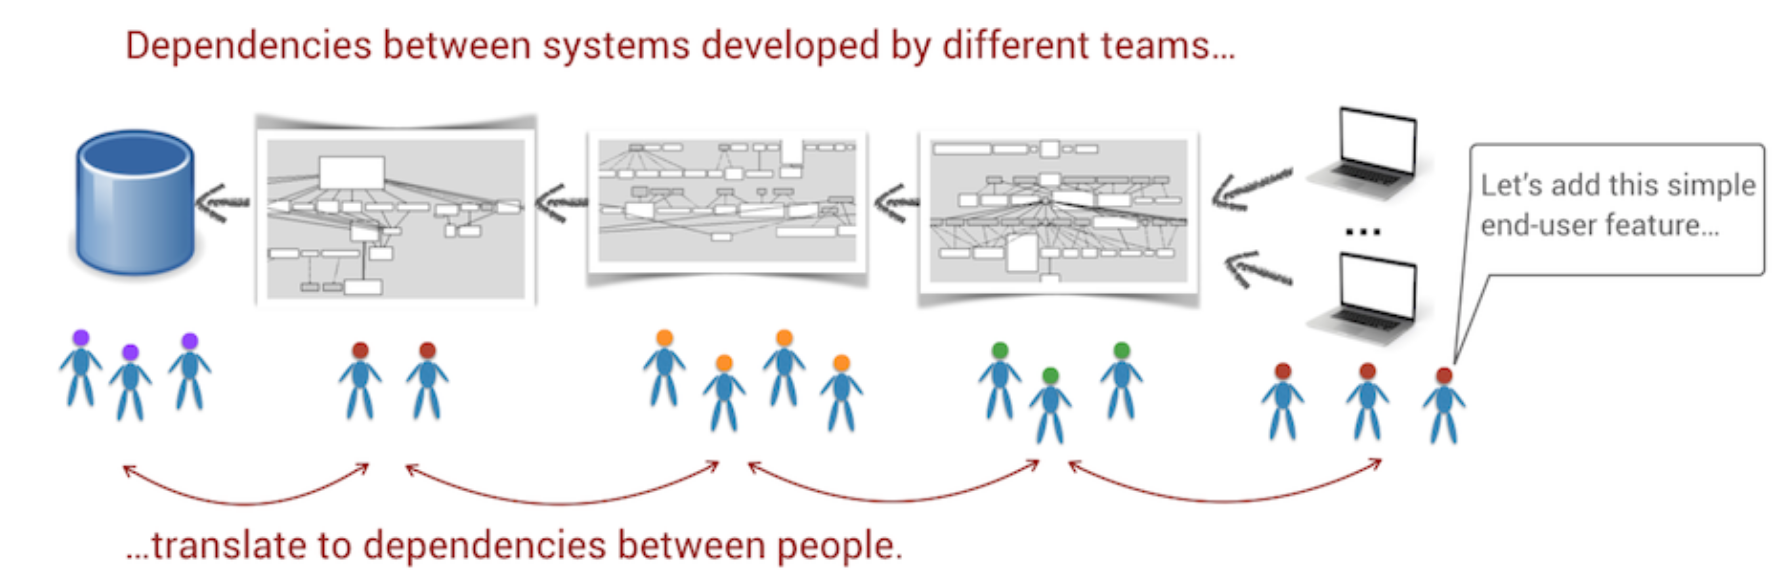 Dependencies between systems developed by different teams...
...
Let's add this simple
end-user feature...
...translate to dependencies between people.